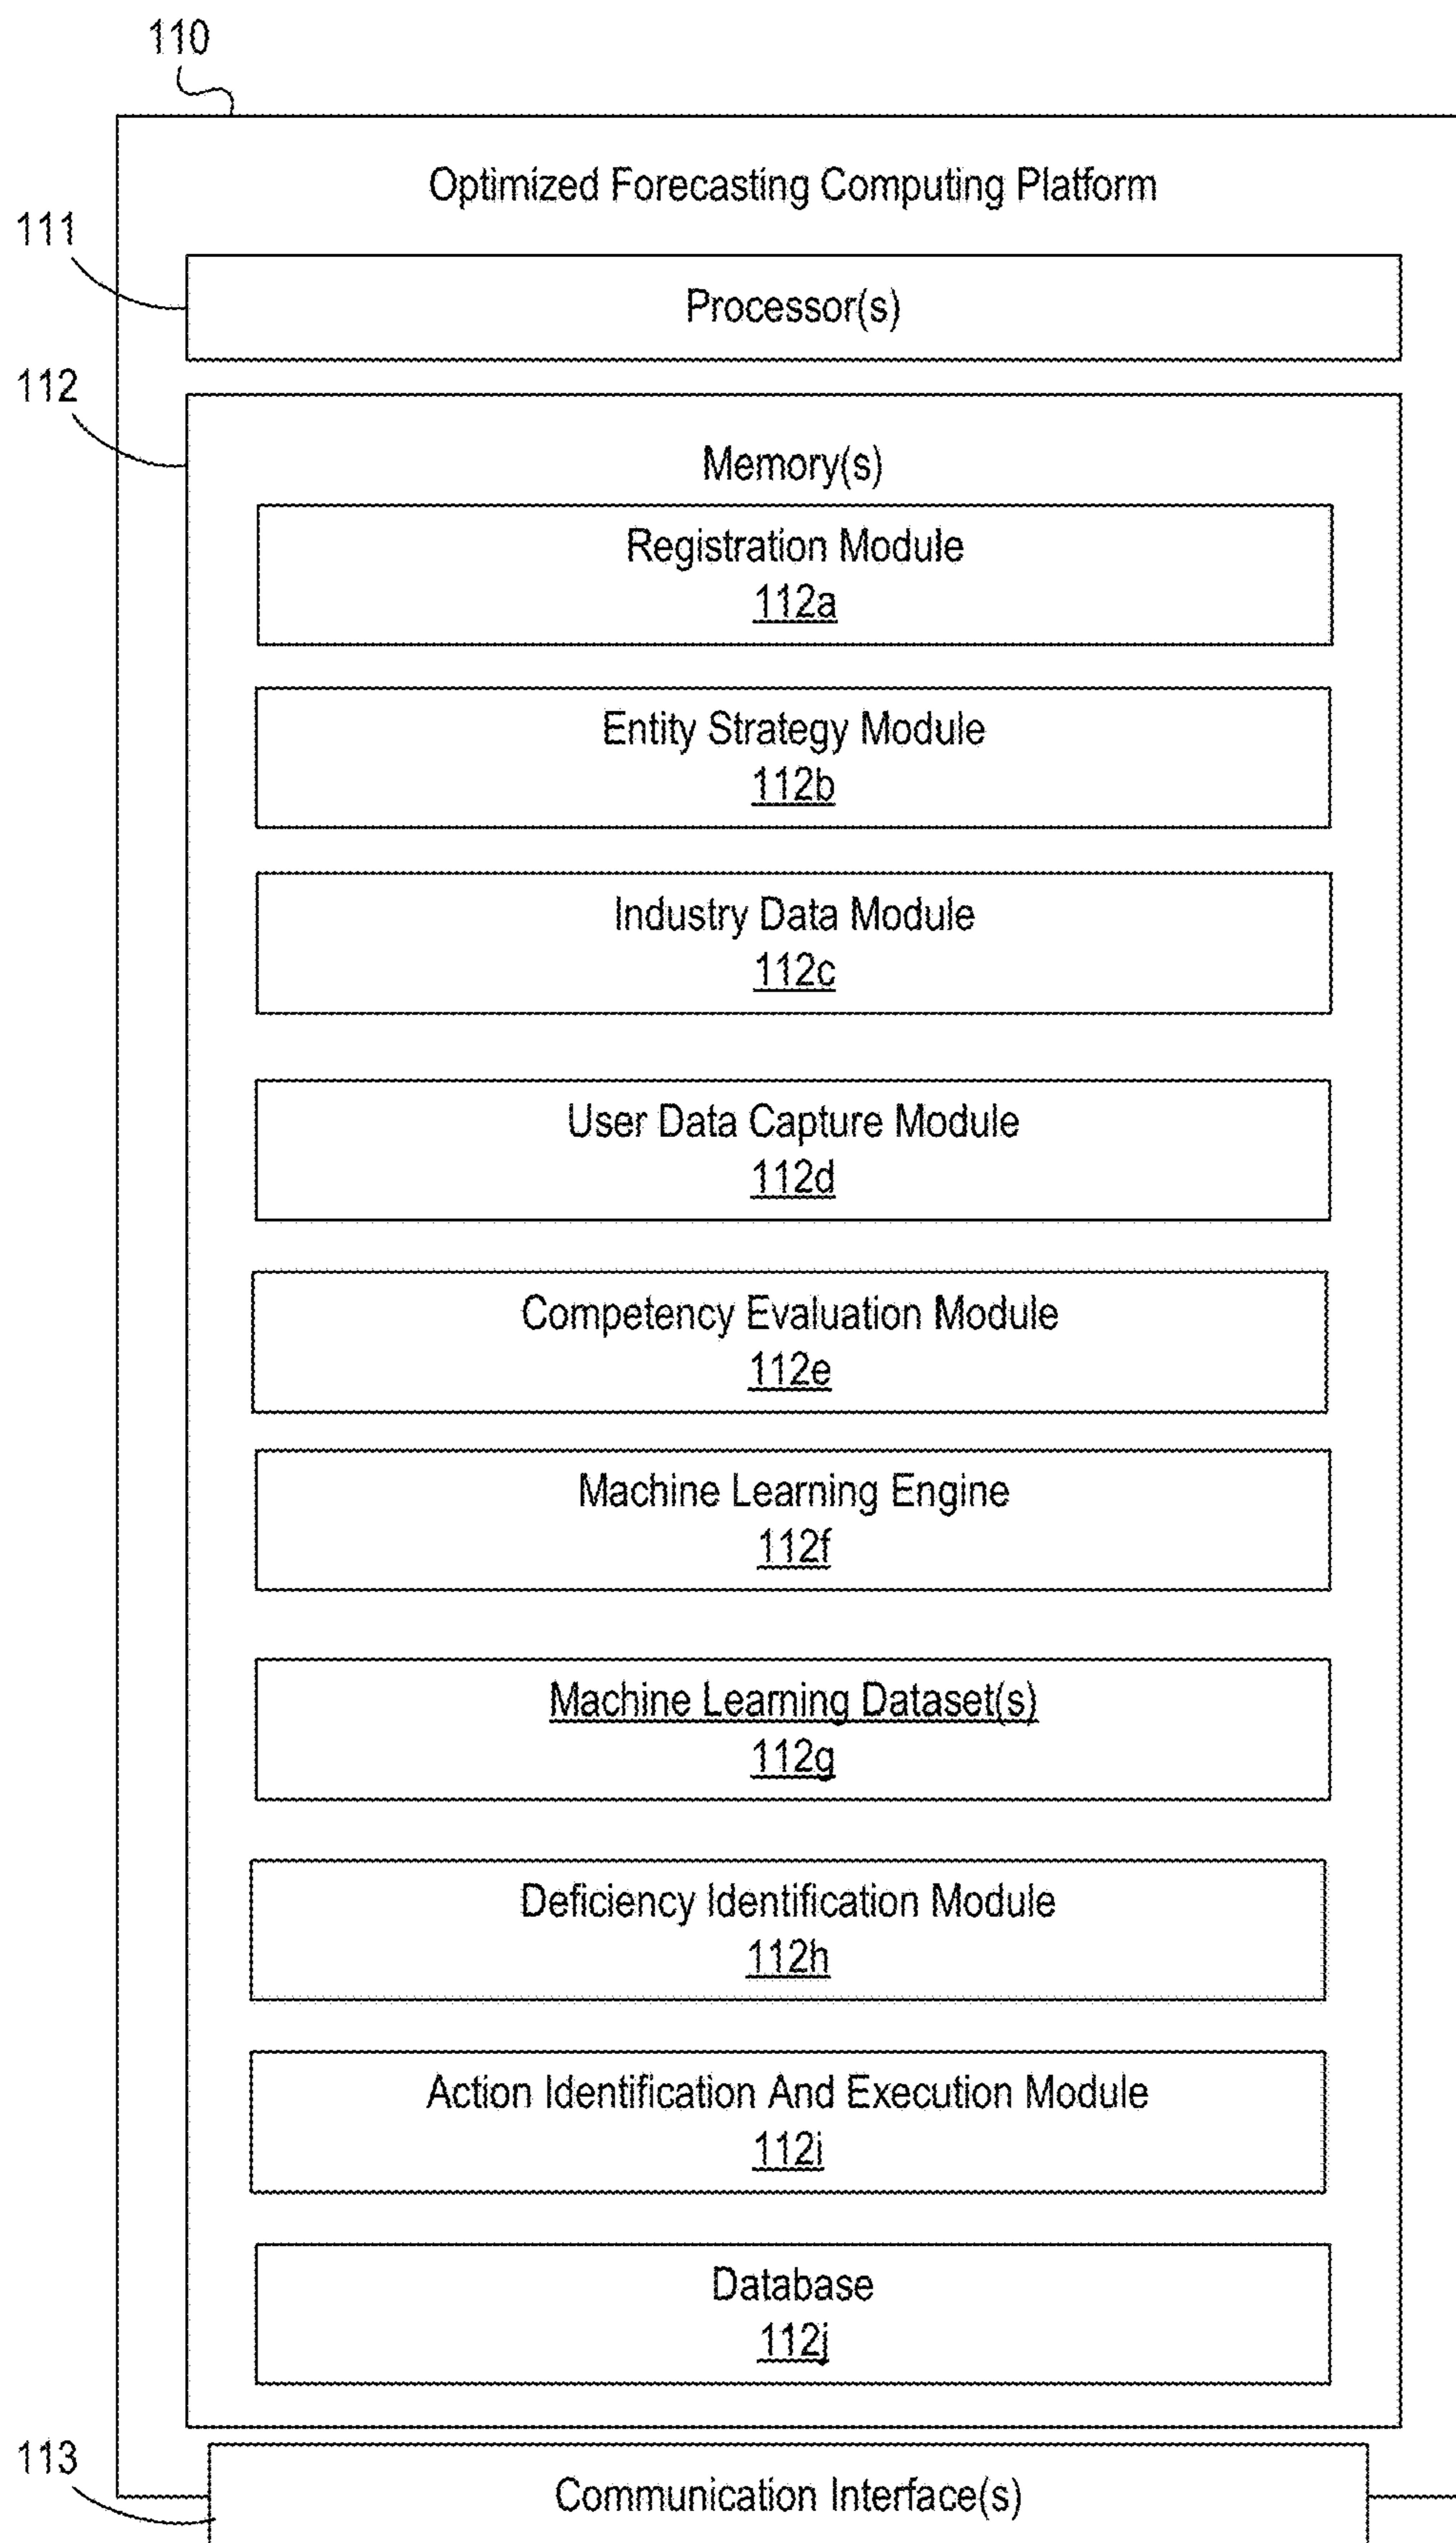 110
Optimized Forecasting Computing Platform
111
Processor(s)
112
Memory(s)
Registration Module
112a
Entity Strategy Module
112b
Industry Data Module
112c
User Data Capture Module
112d
Competency Evaluation Module
112e
Machine Learning Engine
112f
Machine Learning Dataset(s)
112g
Deficiency Identification Module
112h
Action Identification And Execution Module
112i
Database
112j
113
Communication Interface(s)